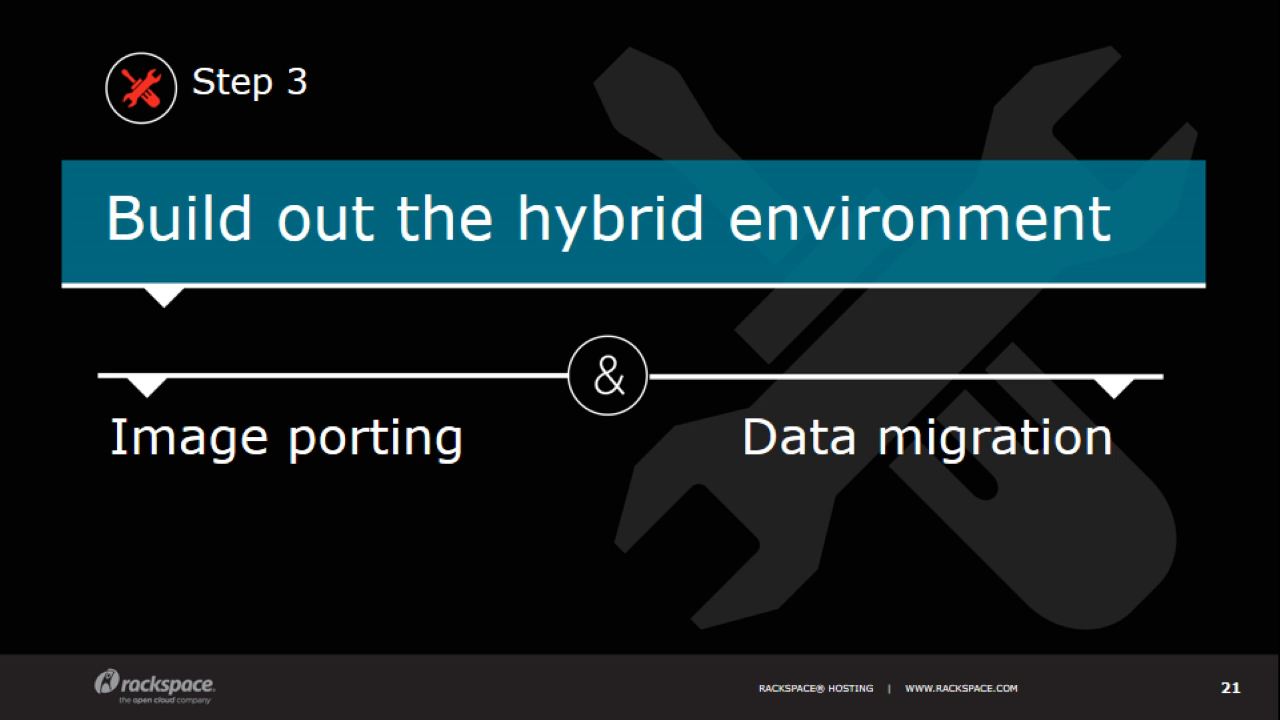 Step 3
Build out the hybrid environment
&
Image porting
Data migration
rackspace.
the open cloud company
RACKSPACE® HOSTING | WWW.RACKSPACE.COM
21